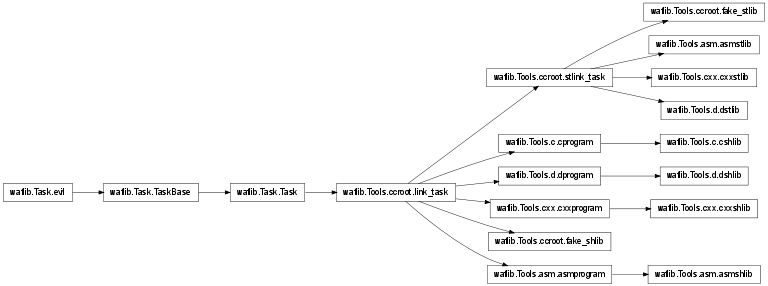 waflib.Tools.ccroot.fake_stlib
waflib.Tools.asm.asmstlib
waflib.Tools.ccroot.stlink_task
waflib.Tools.cxx.cxxstlib
waflib.Tools.d.dstlib
waflib.Tools.c.cprogram
waflib.Tools.c.cshlib
waflib.Tools.d.dprogram
waflib.Tools.d.dshlib
waflib.Task.evil
waflib.Task.TaskBase
waflib.Task.Task
waflib.Tools.ccroot.link_task
waflib.Tools.cxx.cxxprogram
waflib.Tools.cxx.cxxshlib
waflib.Tools.ccroot.fake_shlib
waflib.Tools.asm.asmprogram
waflib.Tools.asm.asmshlib